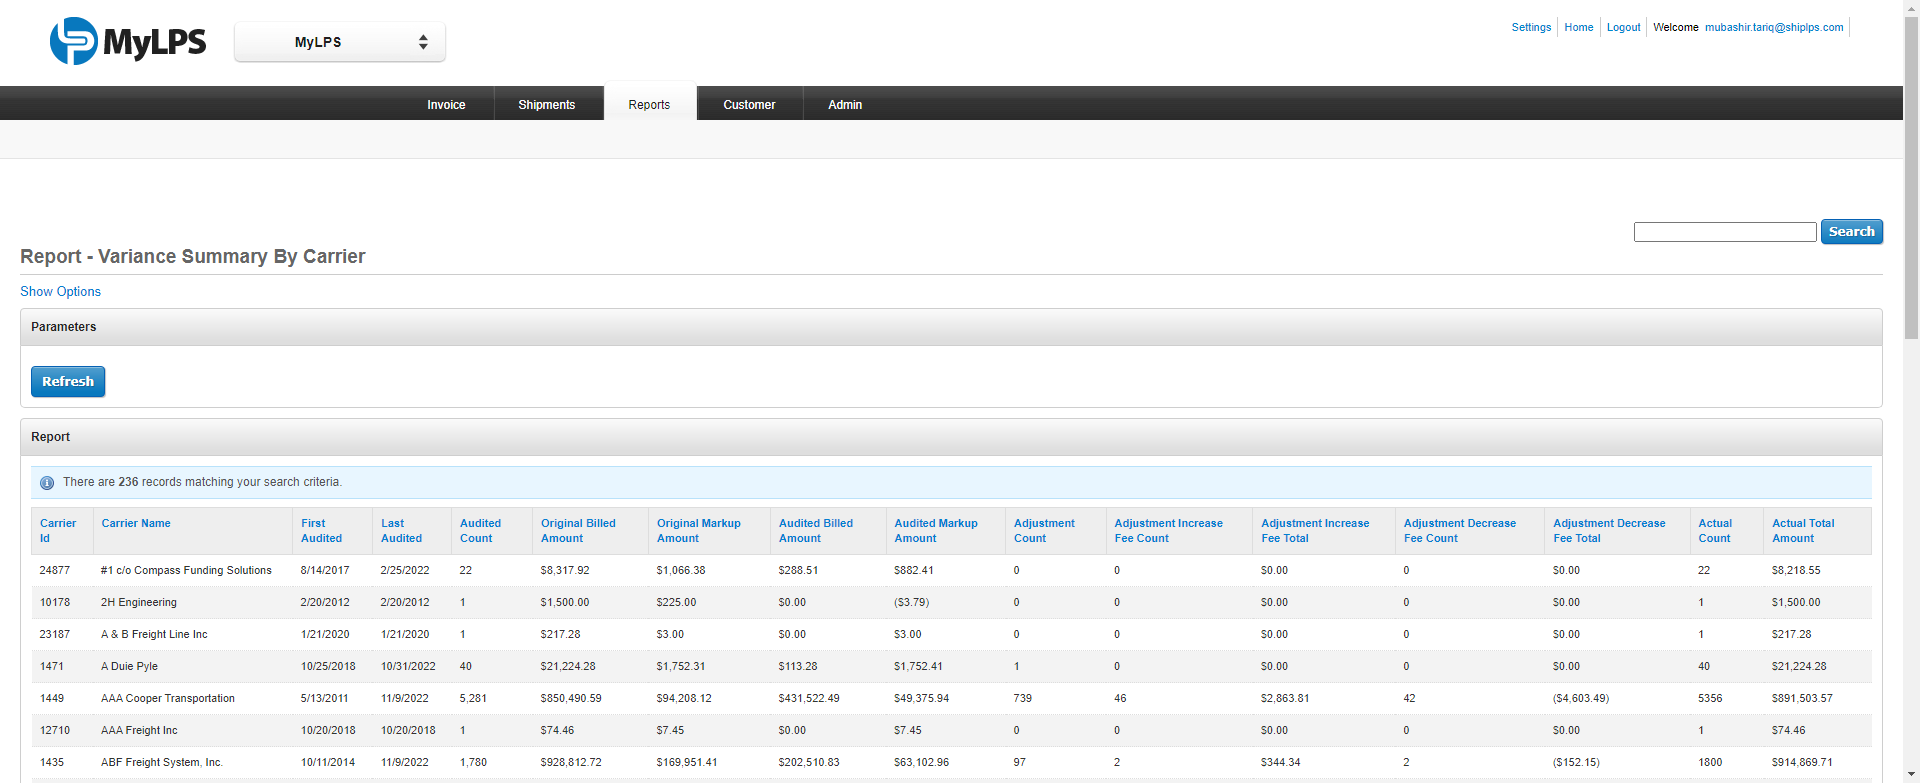 MyLPS
MyLPS
Settings Home Logout Welcome mubashir.tariq@shiplps.com
Invoice Shipments Reports Customer Admin
Search
Report - Variance Summary By Carrier
Show Options
Parameters
Refresh
Report
There are 236 records matching your search criteria.
Carrier Id Carrier Name First Audited Last Audited Audited Count Original Billed Amount Original Markup Amount Audited Billed Amount Audited Markup Amount Adjustment Count Adjustment Increase Fee Count Adjustment Increase Fee Total Adjustment Decrease Fee Count Adjustment Decrease Fee Total Actual Count Actual Total Amount
24877 #1 c/o Compass Funding Solutions 8/14/2017 2/25/2022 22 $8,317.92 $1,066.38 $288.51 $882.41 0 0 $0.00 0 $0.00 22 $8,218.55
10178 2H Engineering 2/20/2012 2/20/2012 1 $1,500.00 $225.00 $0.00 ($3.79) 0 0 $0.00 0 $0.00 1 $1,500.00
23187 A & B Freight Line Inc 1/21/2020 1/21/2020 1 $217.28 $3.00 $0.00 $3.00 0 0 $0.00 0 $0.00 1 $217.28
1471 A Duie Pyle 10/25/2018 10/31/2022 40 $21,224.28 $1,752.31 $113.28 $1,752.41 1 0 $0.00 0 $0.00 40 $21,224.28
1449 AAA Cooper Transportation 5/13/2011 11/9/2022 5,281 $850,490.59 $94,208.12 $431,522.49 $49,375.94 739 46 $2,863.81 42 ($4,603.49) 5356 $891,503.57
12710 AAA Freight Inc 10/20/2018 10/20/2018 1 $74.46 $7.45 $0.00 $7.45 0 0 $0.00 0 $0.00 1 $74.46
1435 ABF Freight System, Inc. 10/11/2014 11/9/2022 1,780 $928,812.72 $169,951.41 $202,510.83 $63,102.96 97 2 $344.34 2 ($152.15) 1800 $914,869.71